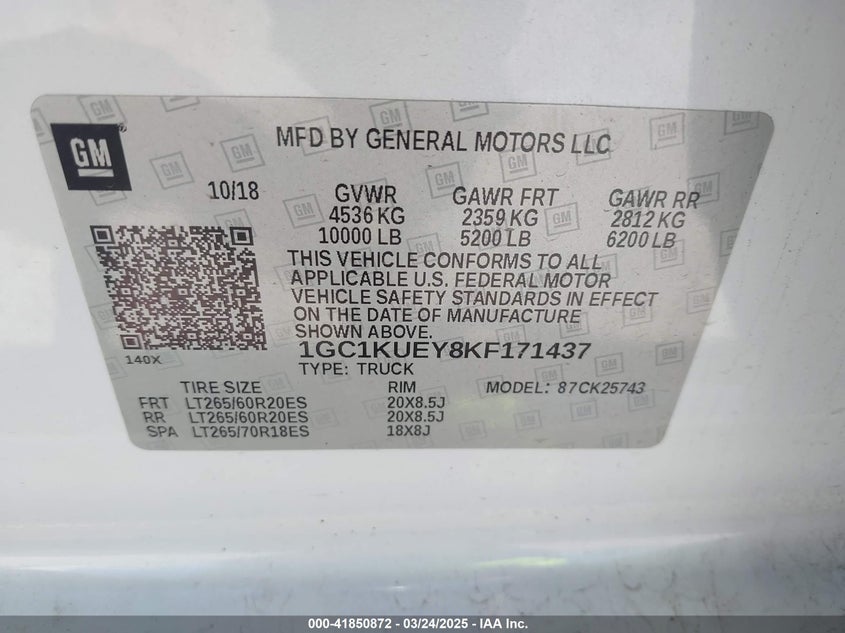 GM
MFD BY GENERAL MOTORS LLC
10/18 GVWR GAWR FRT GAWR RR
4536 KG 2359 KG 2812 KG
10000 LB 5200 LB 6200 LB
THIS VEHICLE CONFORMS TO ALL
APPLICABLE U.S. FEDERAL MOTOR
VEHICLE SAFETY STANDARDS IN EFFECT
ON THE DATE OF MANUFACTURE
SHOWN ABOVE.
140X 1GC1KUEY8KF171437
TYPE: TRUCK
TIRE SIZE RIM MODEL: 87CK25743
FRT LT265/60R20ES 20X8.5J
RR LT265/60R20ES 20X8.5J
SPA LT265/70R18ES 18X8J
000-41850872 / 03/24/2025 - IAA Inc.